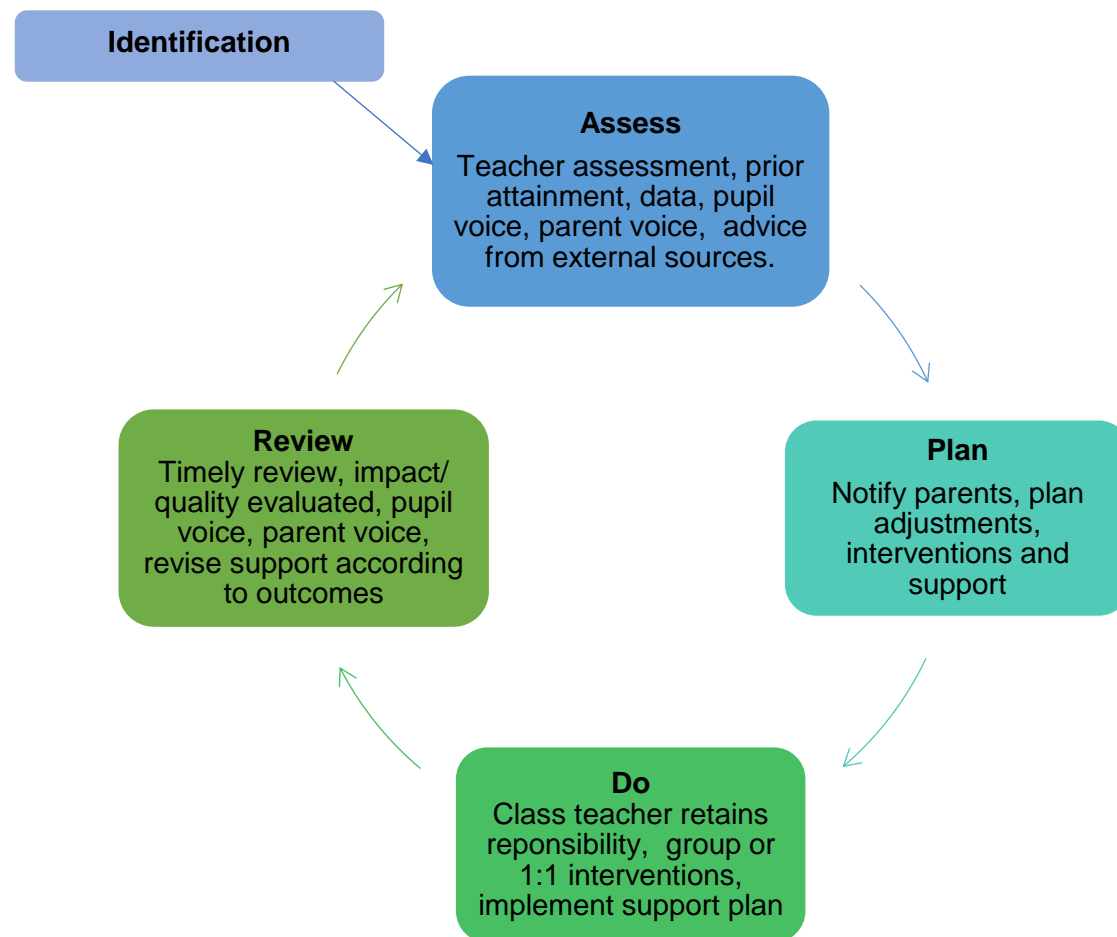 Identification
Assess
Teacher assessment, prior
attainment, data, pupil
voice, parent voice,  advice
from external sources.
Plan
Notify parents, plan
adjustments,
interventions and
support
Do
Class teacher retains
reponsibility,  group or
1:1 interventions,
implement support plan
Review
Timely review, impact/
quality evaluated, pupil
voice, parent voice,
revise support according
to outcomes